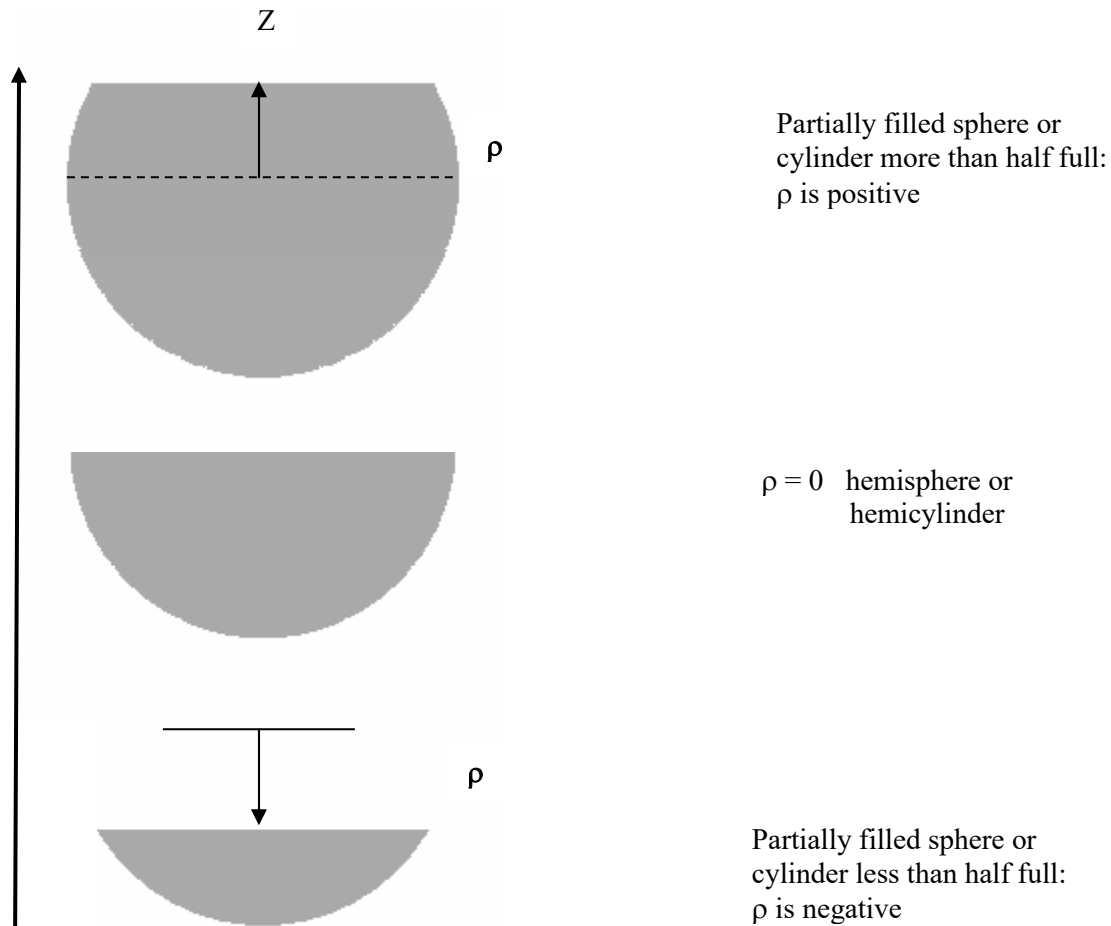 Z
Partially filled sphere or
cylinder more than half full:
ρ is positive
ρ
ρ = 0 hemisphere or
hemicylinder
ρ
Partially filled sphere or
cylinder less than half full:
ρ is negative